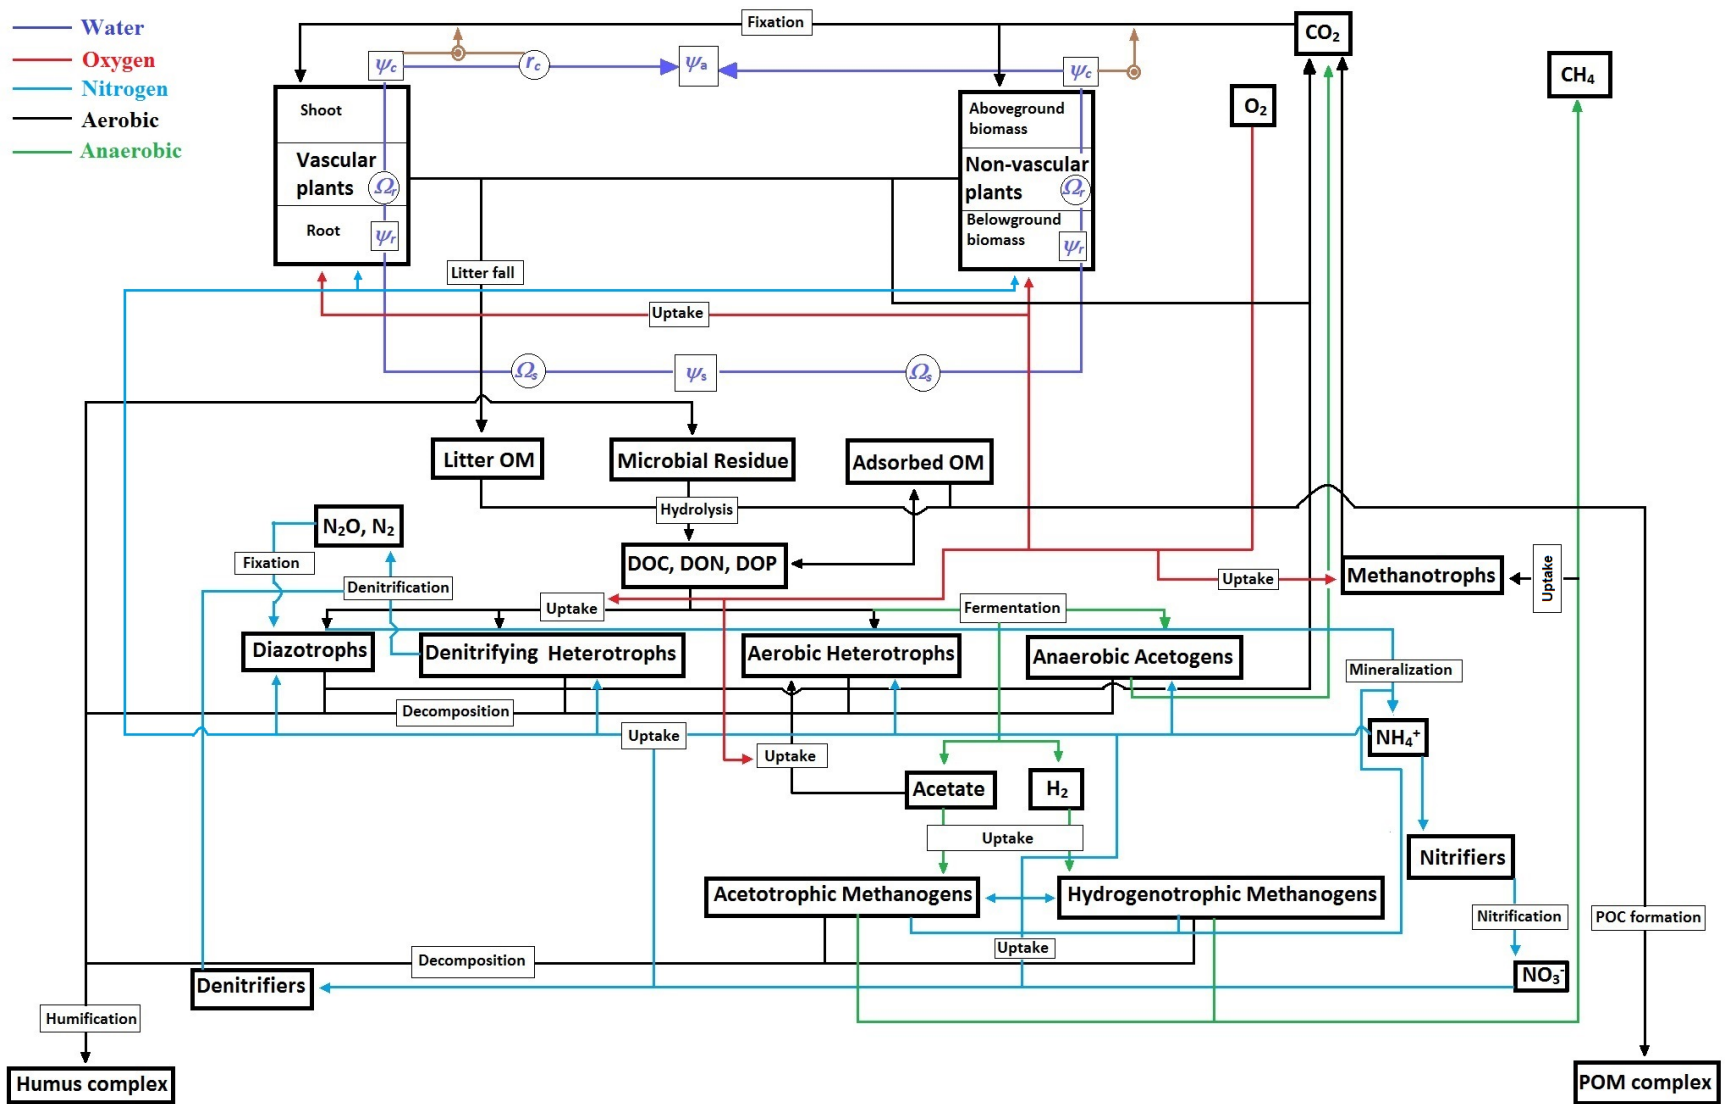 Water
Oxygen
Nitrogen
Aerobic
Anaerobic
Fixation
CO₂
CH₄
O₂
ψc
rc
ψa
ψc
Shoot
Vascular
plants
Ωr
Root
ψr
Aboveground
biomass
Non-vascular
plants
Ωr
Belowground
biomass
ψr
Litter fall
Uptake
Ωs
ψs
Ωs
Litter OM
Microbial Residue
Adsorbed OM
Hydrolysis
N₂O, N₂
Fixation
Denitrification
DOC, DON, DOP
Uptake
Fermentation
Uptake
Methanotrophs
Uptake
Diazotrophs
Denitrifying Heterotrophs
Aerobic Heterotrophs
Anaerobic Acetogens
Mineralization
Decomposition
Uptake
Uptake
NH₄⁺
Acetate
H₂
Uptake
Nitrifiers
Acetotrophic Methanogens
Hydrogenotrophic Methanogens
Nitrification
POC formation
Uptake
Decomposition
Denitrifiers
NO₃⁻
Humification
Humus complex
POM complex